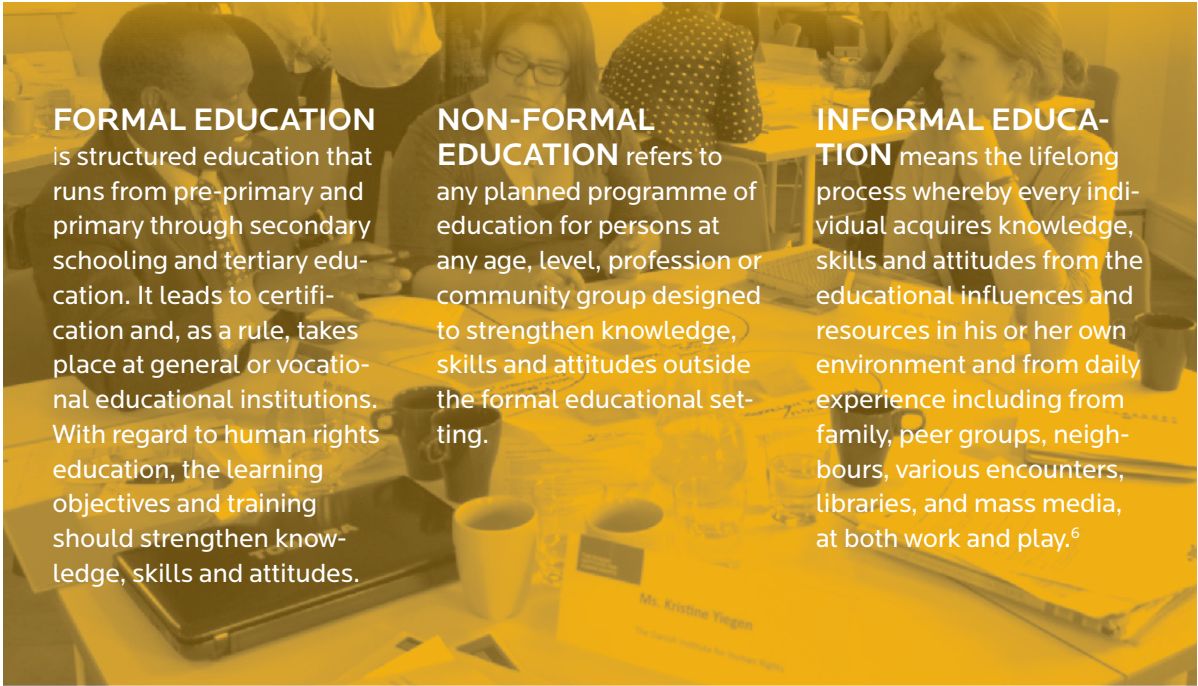 FORMAL EDUCATION
is structured education that
runs from pre-primary and
primary through secondary
schooling and tertiary edu-
cation. It leads to certifi-
cation and, as a rule, takes
place at general or vocatio-
nal educational institutions.
With regard to human rights
education, the learning
objectives and training
should strengthen know-
ledge, skills and attitudes.
NON-FORMAL
EDUCATION refers to
any planned programme of
education for persons at
any age, level, profession or
community group designed
to strengthen knowledge,
skills and attitudes outside
the formal educational set-
ting.
INFORMAL EDUCA-
TION means the lifelong
process whereby every indi-
vidual acquires knowledge,
skills and attitudes from the
educational influences and
resources in his or her own
environment and from daily
experience including from
family, peer groups, neigh-
bours, various encounters,
libraries, and mass media,
at both work and play.⁶
TOSHIBA
Ms. Kristine Yiegen
The Danish Institute for Human Rights